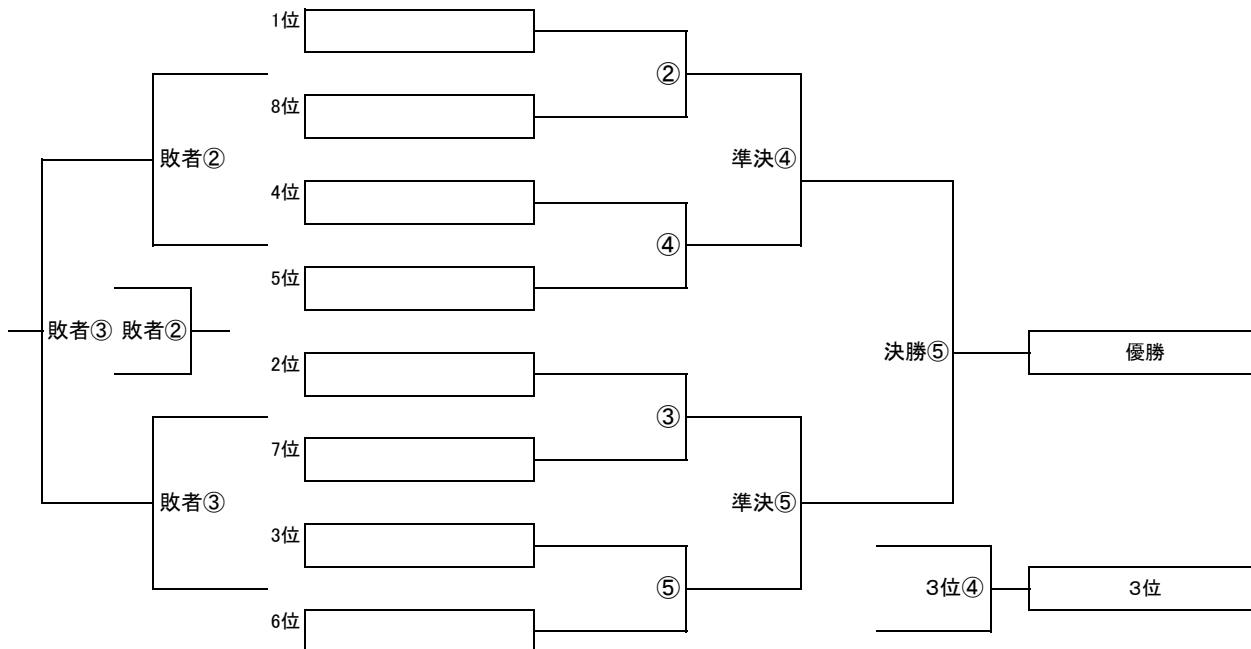 1位
②
8位
敗者②
準決④
4位
④
5位
敗者③
敗者②
決勝⑤
優勝
2位
③
7位
敗者③
準決⑤
3位
⑤
3位④
3位
6位